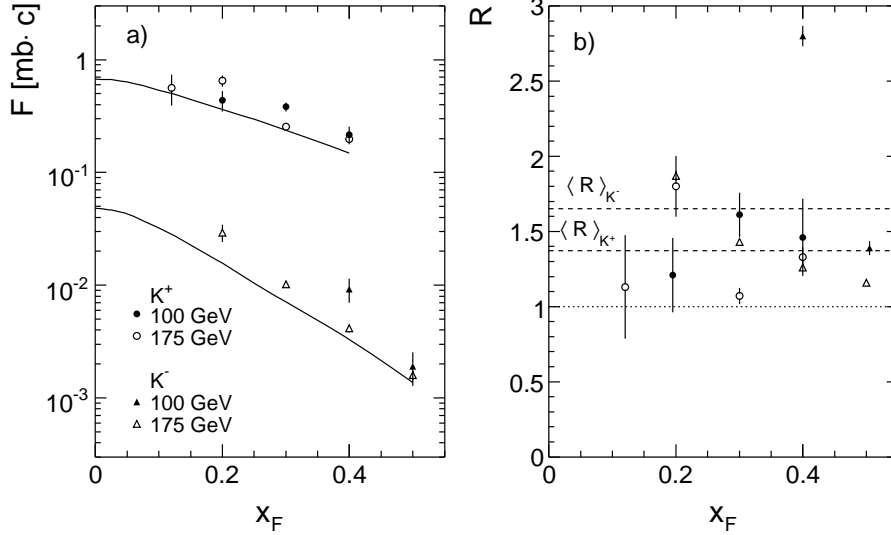 F [mb· c]
a)
1
10⁻¹
10⁻²
10⁻³
K⁺
100 GeV
175 GeV
K⁻
100 GeV
175 GeV
0
0.2
0.4
x_F
R
b)
3
2.5
2
1.5
1
0.5
0
⟨ R ⟩_K⁻
⟨ R ⟩_K⁺
0
0.2
0.4
x_F